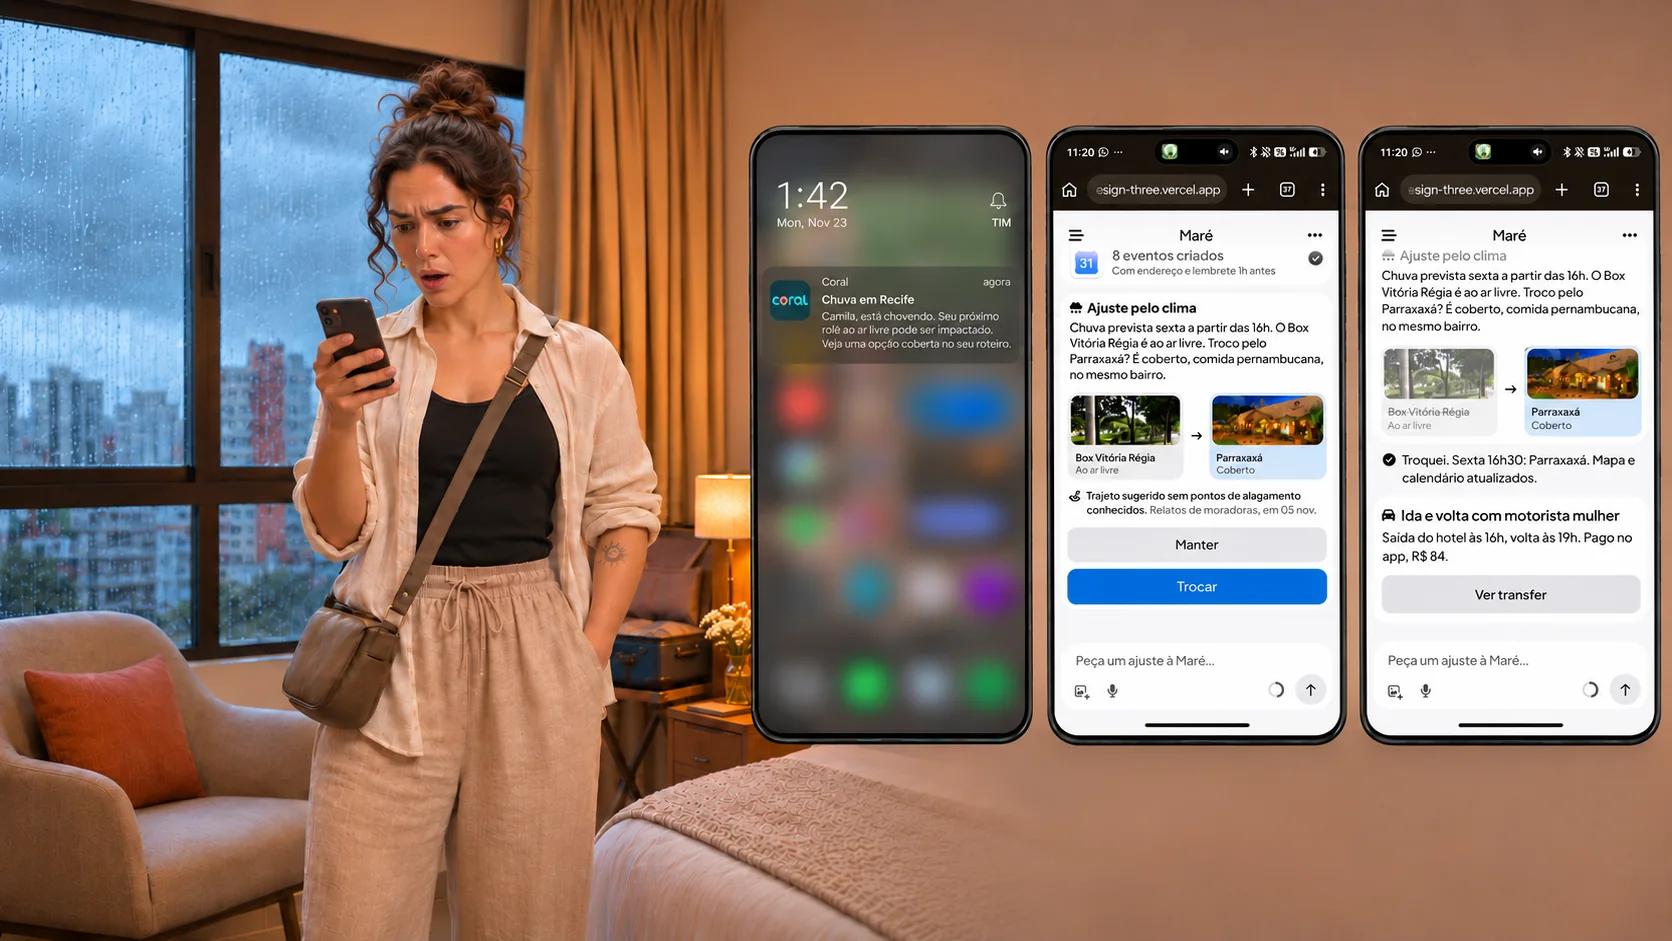 1:42
Mon, Nov 23
TIM
coral
Coral
agora
Chuva em Recife
Camila, está chovendo. Seu próximo
rolê ao ar livre pode ser impactado.
Veja uma opção coberta no seu roteiro.
11:20
esign-three.vercel.app
37
Maré
31
8 eventos criados
Com endereço e lembrete 1h antes
Ajuste pelo clima
Chuva prevista sexta a partir das 16h. O Box
Vitória Régia é ao ar livre. Troco pelo
Parraxaxá? É coberto, comida pernambucana,
no mesmo bairro.
Box Vitória Régia
Ao ar livre
→
Parraxaxá
Coberto
Trajeto sugerido sem pontos de alagamento
conhecidos. Relatos de moradoras, em 05 nov.
Manter
Trocar
Peça um ajuste à Maré...
11:20
esign-three.vercel.app
37
Maré
Ajuste pelo clima
Chuva prevista sexta a partir das 16h. O Box
Vitória Régia é ao ar livre. Troco pelo
Parraxaxá? É coberto, comida pernambucana,
no mesmo bairro.
Box Vitória Régia
Ao ar livre
→
Parraxaxá
Coberto
Troquei. Sexta 16h30: Parraxaxá. Mapa e
calendário atualizados.
Ida e volta com motorista mulher
Saída do hotel às 16h, volta às 19h. Pago no
app, R$ 84.
Ver transfer
Peça um ajuste à Maré...